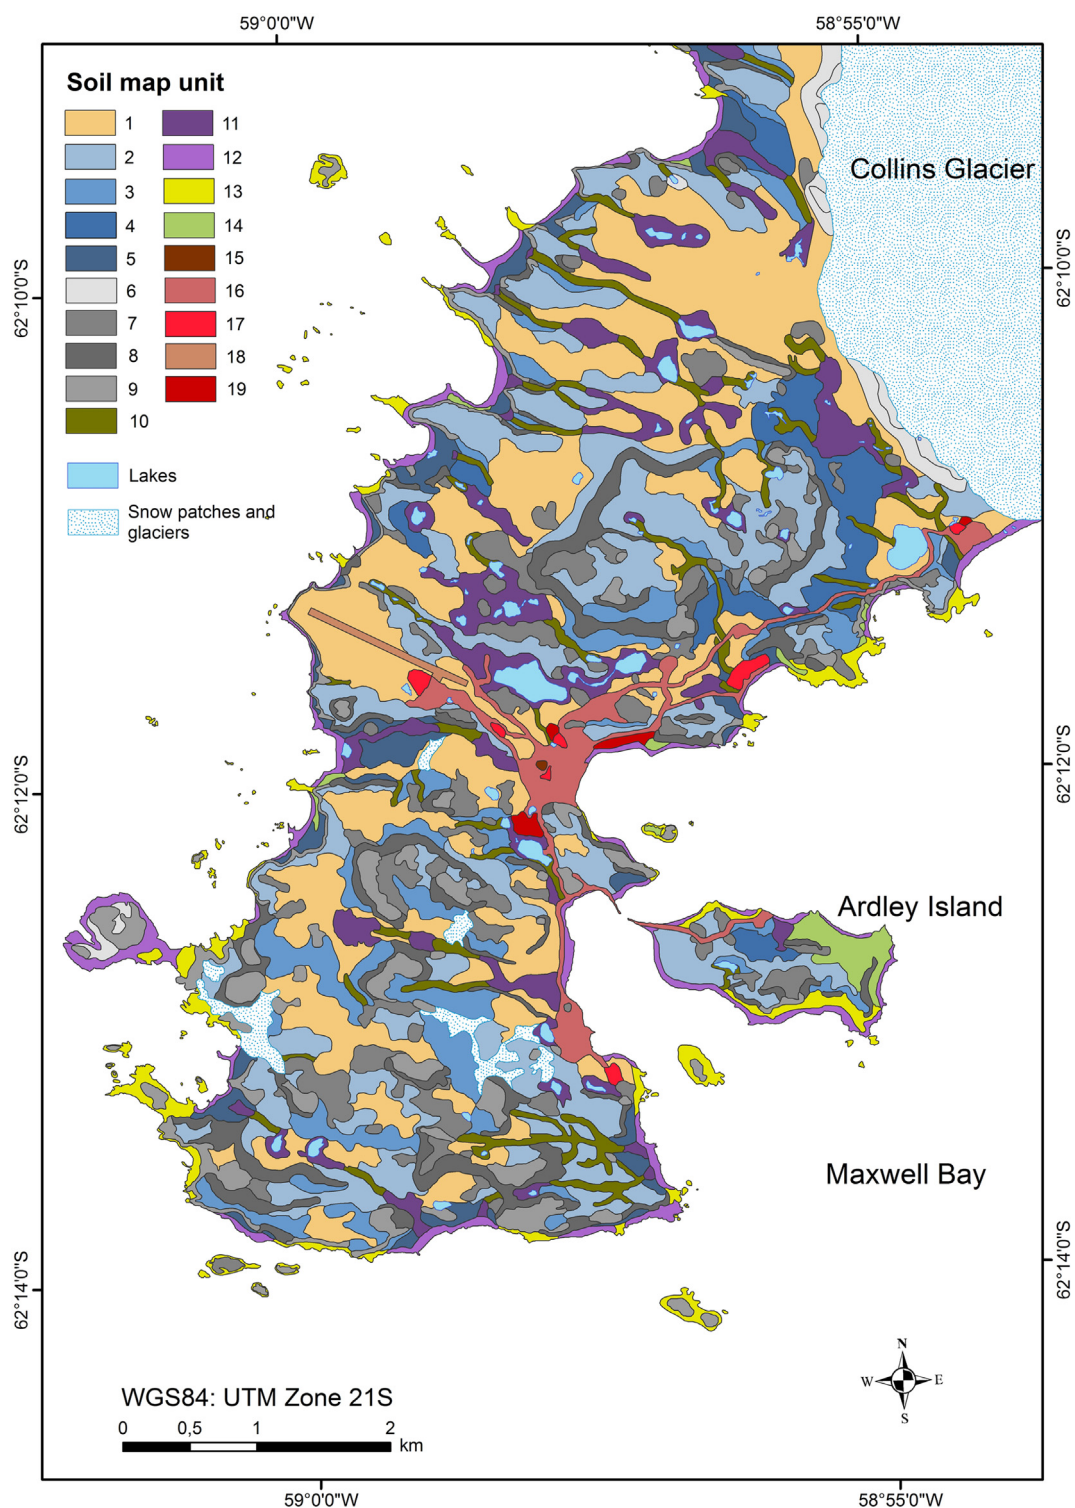 59°0'0"W 58°55'0"W
Soil map unit
1 11
2 12
3 13
4 14
5 15
6 16
7 17
8 18
9 19
10
Lakes
Snow patches and
glaciers
Collins Glacier
62°10'0"S 62°10'0"S
62°12'0"S 62°12'0"S
Ardley Island
Maxwell Bay
62°14'0"S 62°14'0"S
N
W E
S
WGS84: UTM Zone 21S
0 0,5 1 2
km
59°0'0"W 58°55'0"W